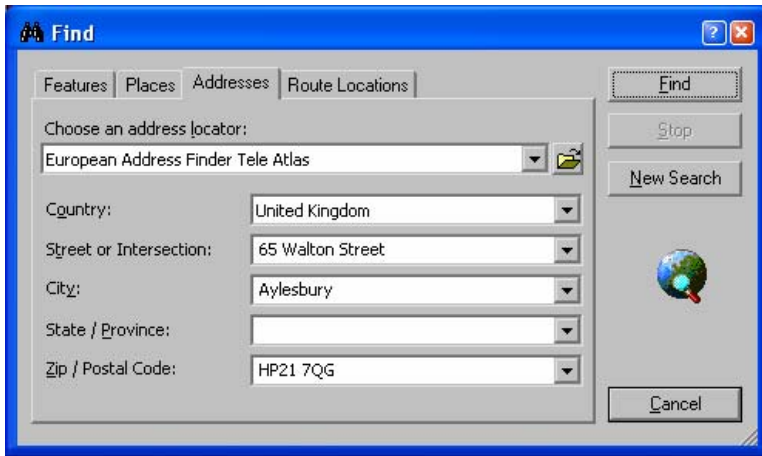 Find
Features Places Addresses Route Locations
Choose an address locator:
European Address Finder Tele Atlas
Country: United Kingdom
Street or Intersection: 65 Walton Street
City: Aylesbury
State / Province:
Zip / Postal Code: HP21 7QG
Find
Stop
New Search
Cancel